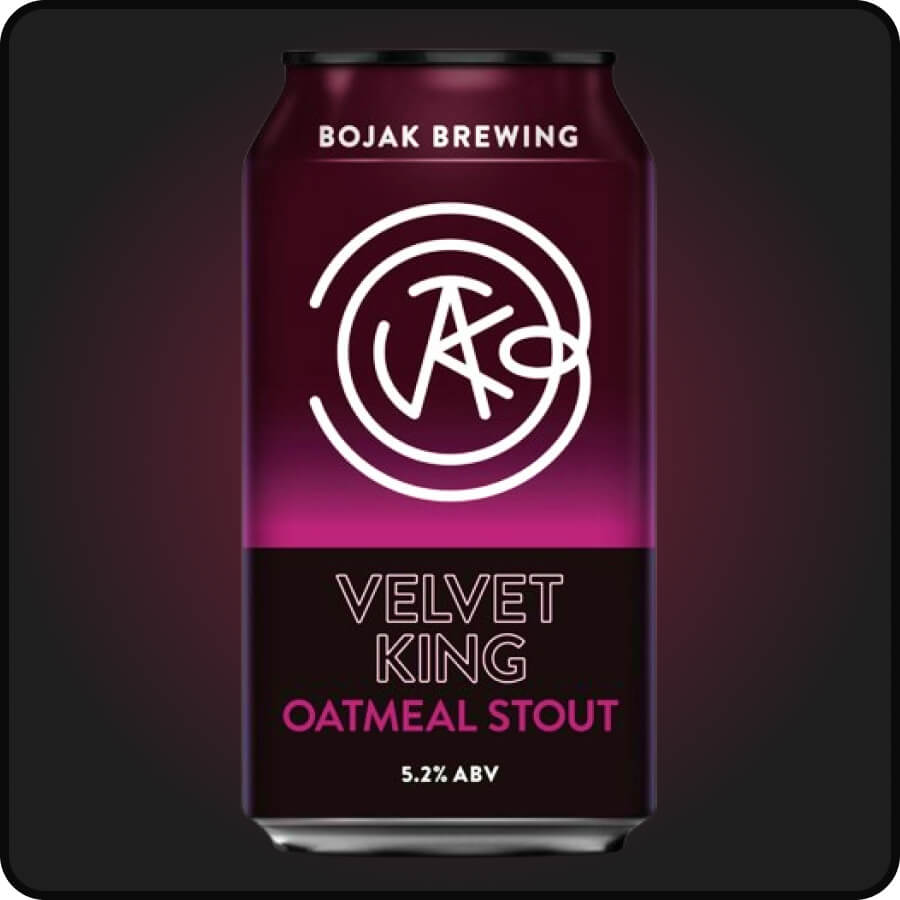 BOJAK BREWING
VELVET
KING
OATMEAL STOUT
5.2% ABV